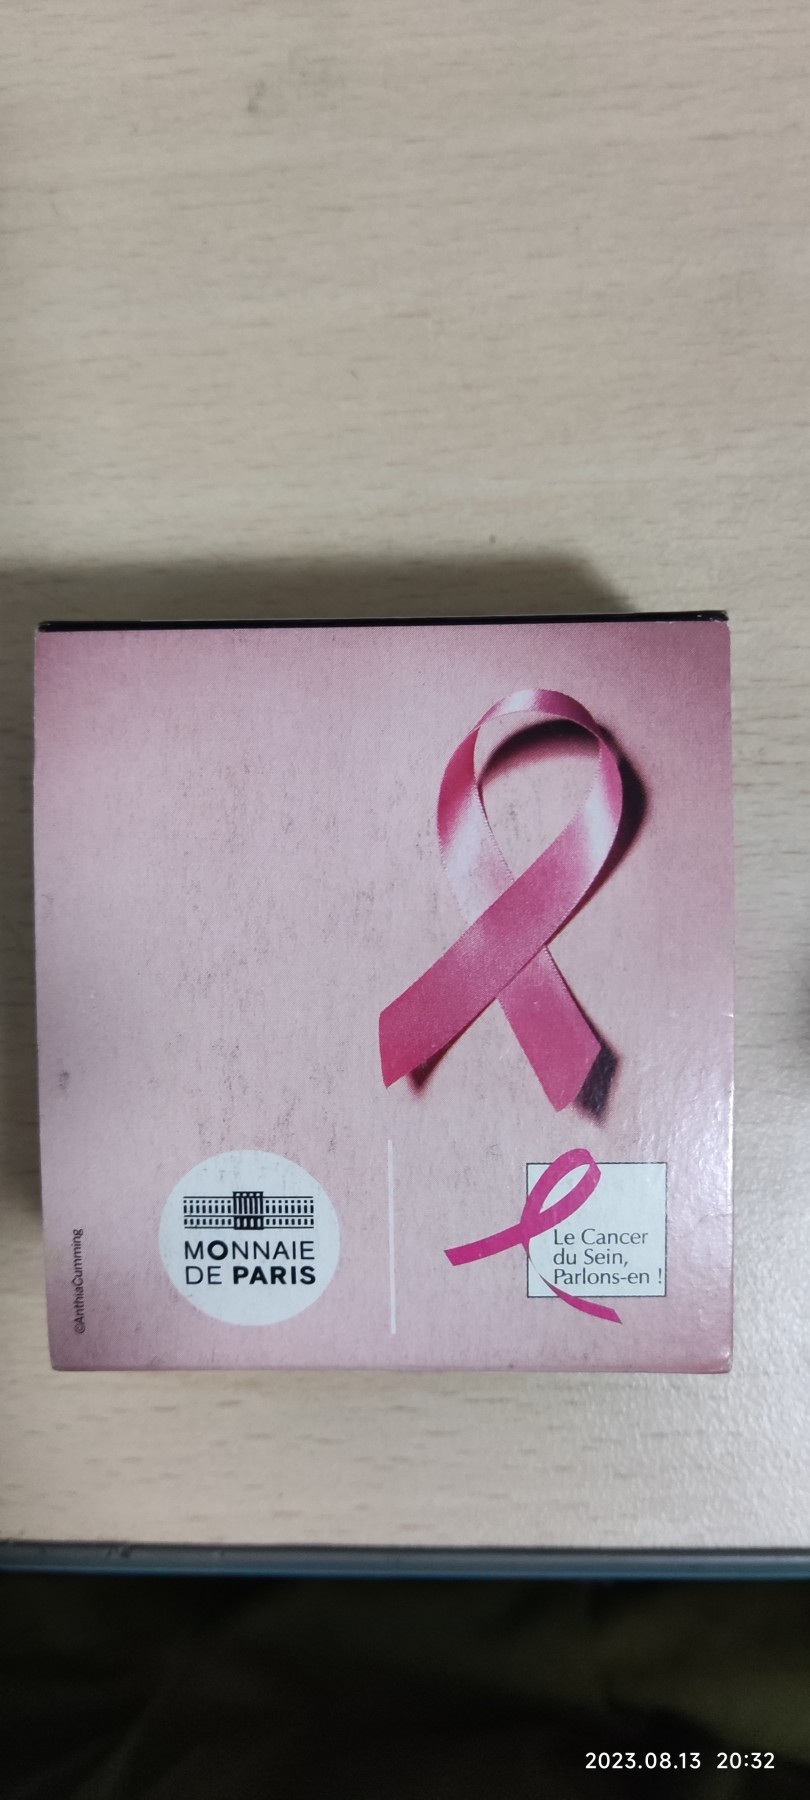 ©AnthiaCumming
MONNAIE
DE PARIS
Le Cancer
du Sein,
Parlons-en !
2023.08.13 20:32